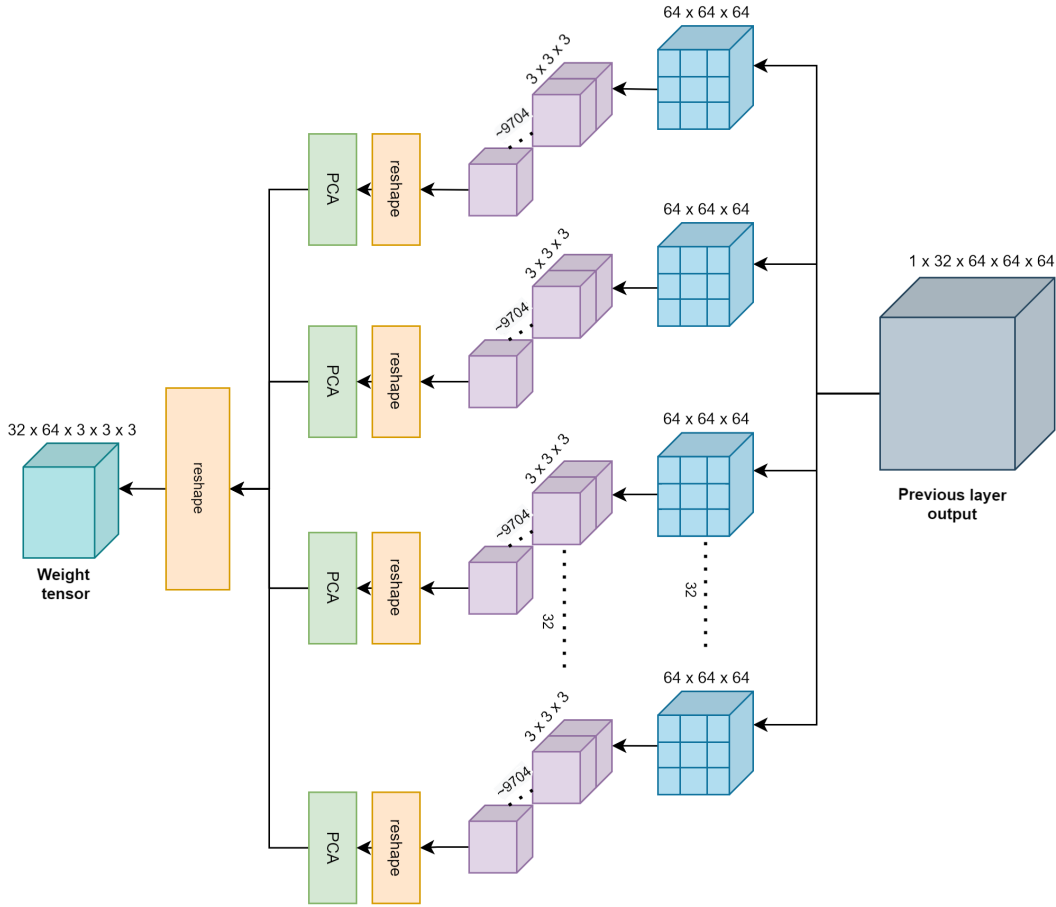 64 x 64 x 64
3 x 3 x 3
~9704
PCA
reshape
64 x 64 x 64
3 x 3 x 3
~9704
PCA
reshape
1 x 32 x 64 x 64 x 64
Previous layer
output
64 x 64 x 64
3 x 3 x 3
~9704
PCA
reshape
32
32
32 x 64 x 3 x 3 x 3
reshape
Weight
tensor
64 x 64 x 64
3 x 3 x 3
~9704
PCA
reshape